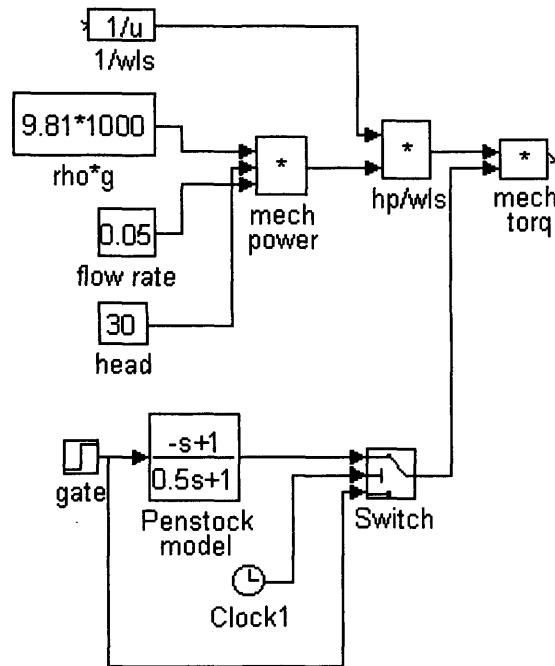 1/u
1/wls
9.81*1000
rho*g
*
mech
power
*
hp/wls
*
mech
torq
0.05
flow rate
30
head
gate
-s+1
0.5s+1
Penstock
model
Switch
Clock1